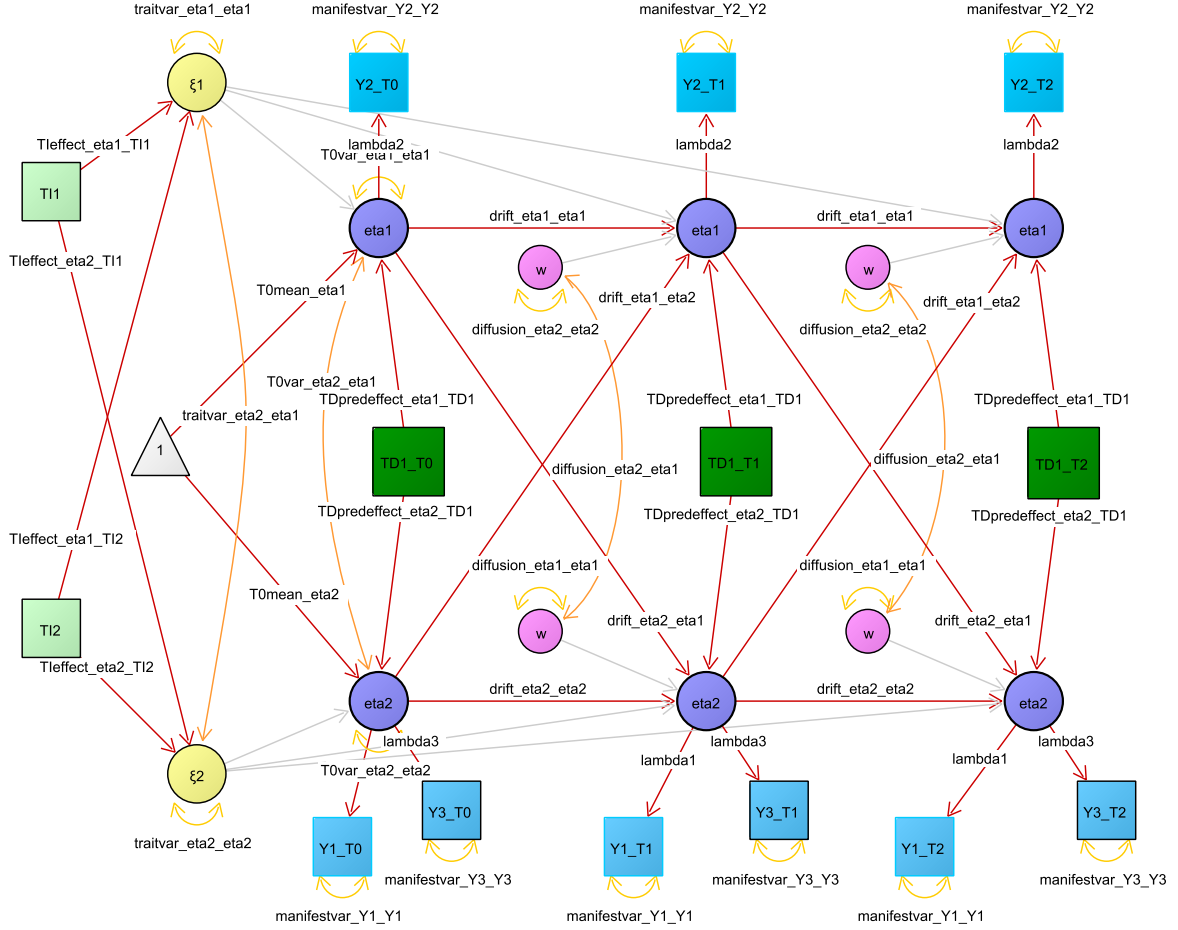 traitvar_eta1_eta1
manifestvar_Y2_Y2
manifestvar_Y2_Y2
manifestvar_Y2_Y2
ξ1
Y2_T0
Y2_T1
Y2_T2
TIeffect_eta1_TI1
lambda2
lambda2
lambda2
T0var_eta1_eta1
TI1
drift_eta1_eta1
drift_eta1_eta1
eta1
eta1
eta1
TIeffect_eta2_TI1
w
w
T0mean_eta1
drift_eta1_eta2
drift_eta1_eta2
diffusion_eta2_eta2
diffusion_eta2_eta2
T0var_eta2_eta1
TDpredeffect_eta1_TD1
TDpredeffect_eta1_TD1
TDpredeffect_eta1_TD1
traitvar_eta2_eta1
1
TD1_T0
diffusion_eta2_eta1
TD1_T1
diffusion_eta2_eta1
TD1_T2
TDpredeffect_eta2_TD1
TDpredeffect_eta2_TD1
TDpredeffect_eta2_TD1
TIeffect_eta1_TI2
diffusion_eta1_eta1
diffusion_eta1_eta1
T0mean_eta2
drift_eta2_eta1
drift_eta2_eta1
TI2
w
w
TIeffect_eta2_TI2
drift_eta2_eta2
drift_eta2_eta2
eta2
eta2
eta2
lambda3
lambda3
lambda3
lambda1
lambda1
T0var_eta2_eta2
ξ2
Y3_T0
Y3_T1
Y3_T2
traitvar_eta2_eta2
Y1_T0
Y1_T1
Y1_T2
manifestvar_Y3_Y3
manifestvar_Y3_Y3
manifestvar_Y3_Y3
manifestvar_Y1_Y1
manifestvar_Y1_Y1
manifestvar_Y1_Y1